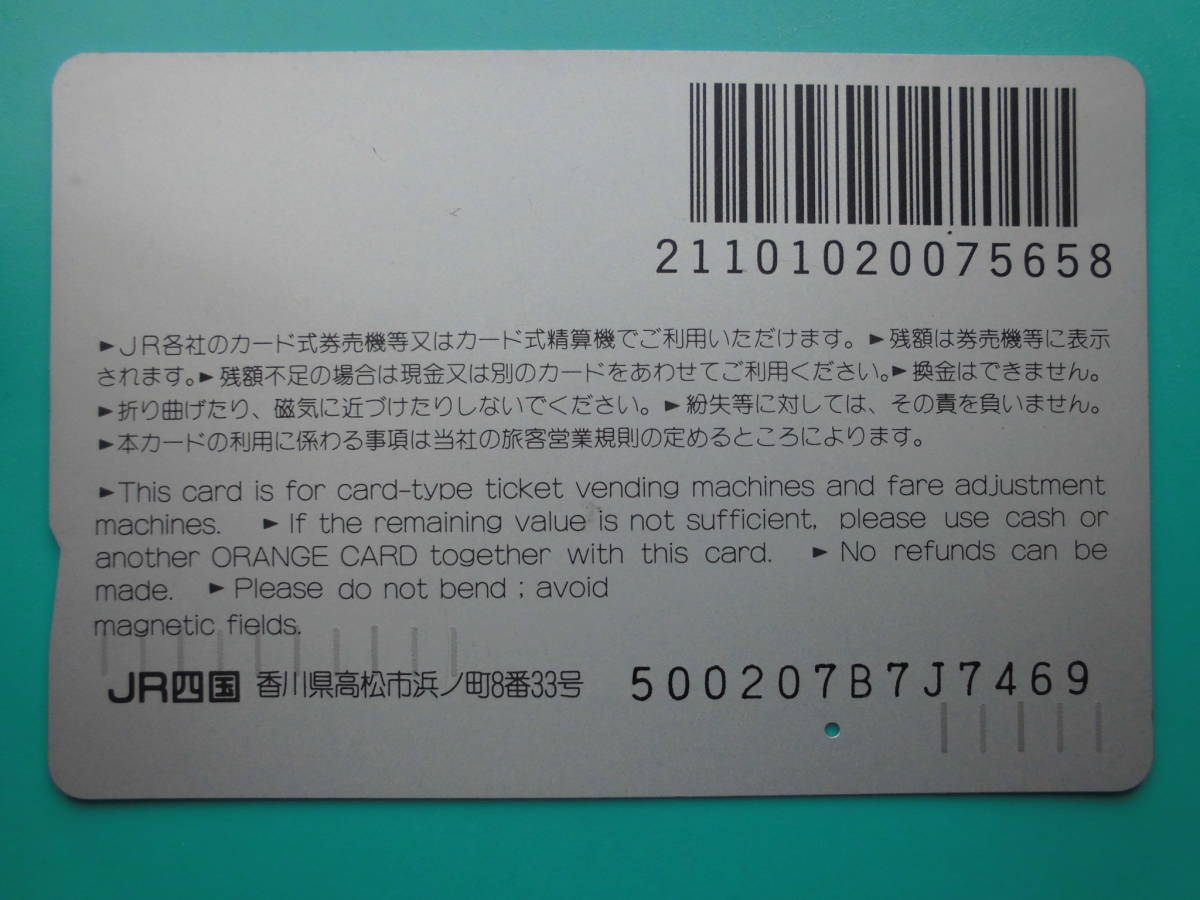 21101020075658
►JR各社のカード式券売機等又はカード式精算機でご利用いただけます。►残額は券売機等に表示
されます。►残額不足の場合は現金又は別のカードをあわせてご利用ください。►換金はできません。
►折り曲げたり、磁気に近づけたりしないでください。►紛失等に対しては、その責を負いません。
►本カードの利用に係わる事項は当社の旅客営業規則の定めるところによります。
►This card is for card-type ticket vending machines and fare adjustment
machines. ►If the remaining value is not sufficient, please use cash or
another ORANGE CARD together with this card. ►No refunds can be
made. ►Please do not bend ; avoid
magnetic fields.
JR四国 香川県高松市浜ノ町8番33号 500207B7J7469